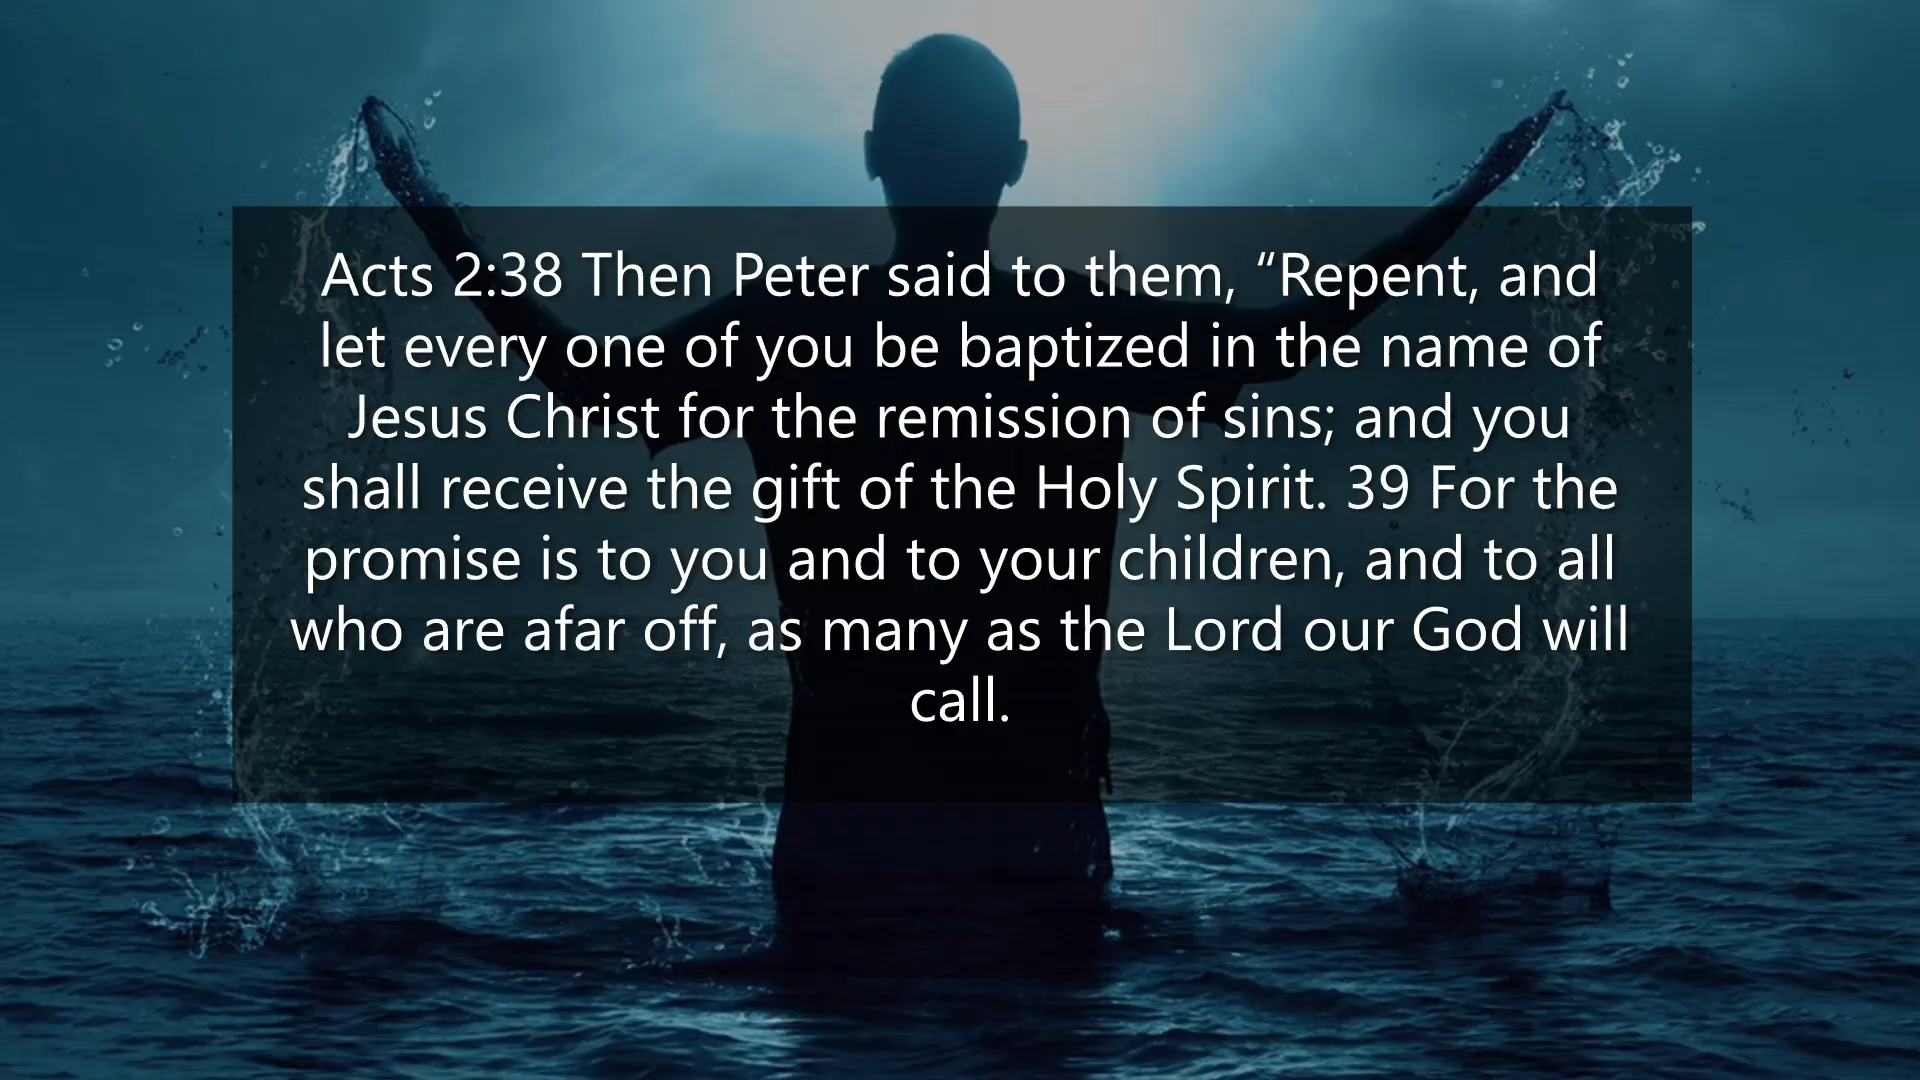 Acts 2:38 Then Peter said to them, “Repent, and
let every one of you be baptized in the name of
Jesus Christ for the remission of sins; and you
shall receive the gift of the Holy Spirit. 39 For the
promise is to you and to your children, and to all
who are afar off, as many as the Lord our God will
call.